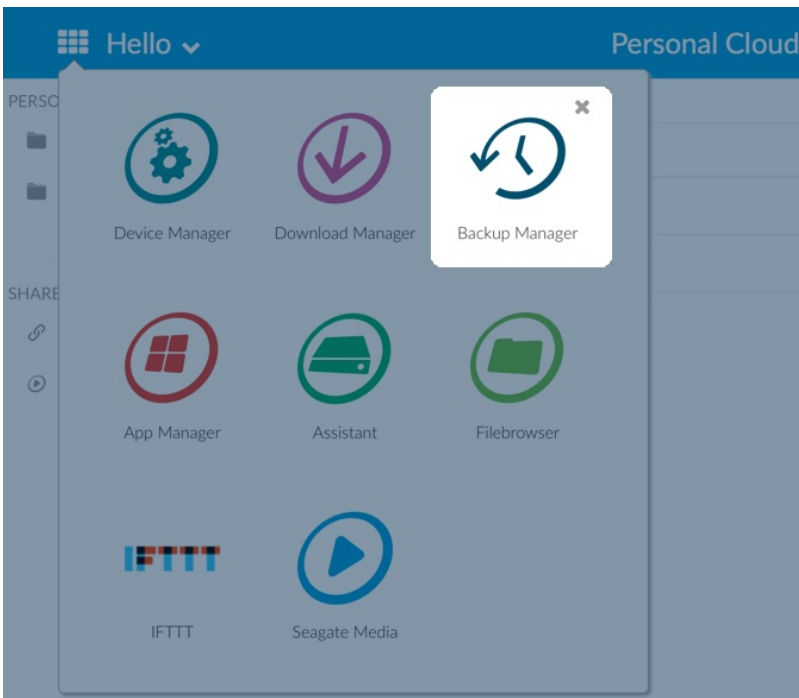 Hello
Personal Cloud
PERSO
Device Manager
Download Manager
Backup Manager
SHARE
App Manager
Assistant
Filebrowser
IFTTT
Seagate Media